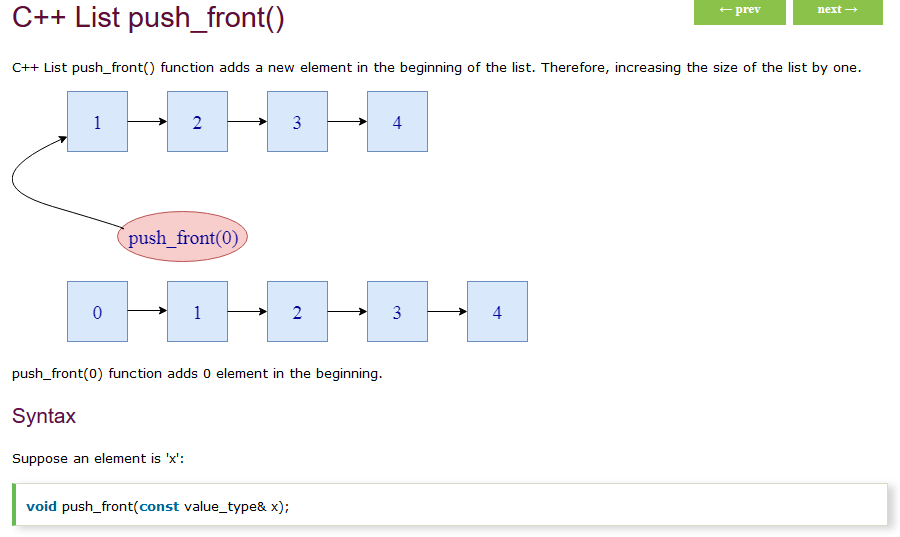 C++ List push_front()
← prev
next →
C++ List push_front() function adds a new element in the beginning of the list. Therefore, increasing the size of the list by one.
1 2 3 4
push_front(0)
0 1 2 3 4
push_front(0) function adds 0 element in the beginning.
Syntax
Suppose an element is 'x':
void push_front(const value_type& x);